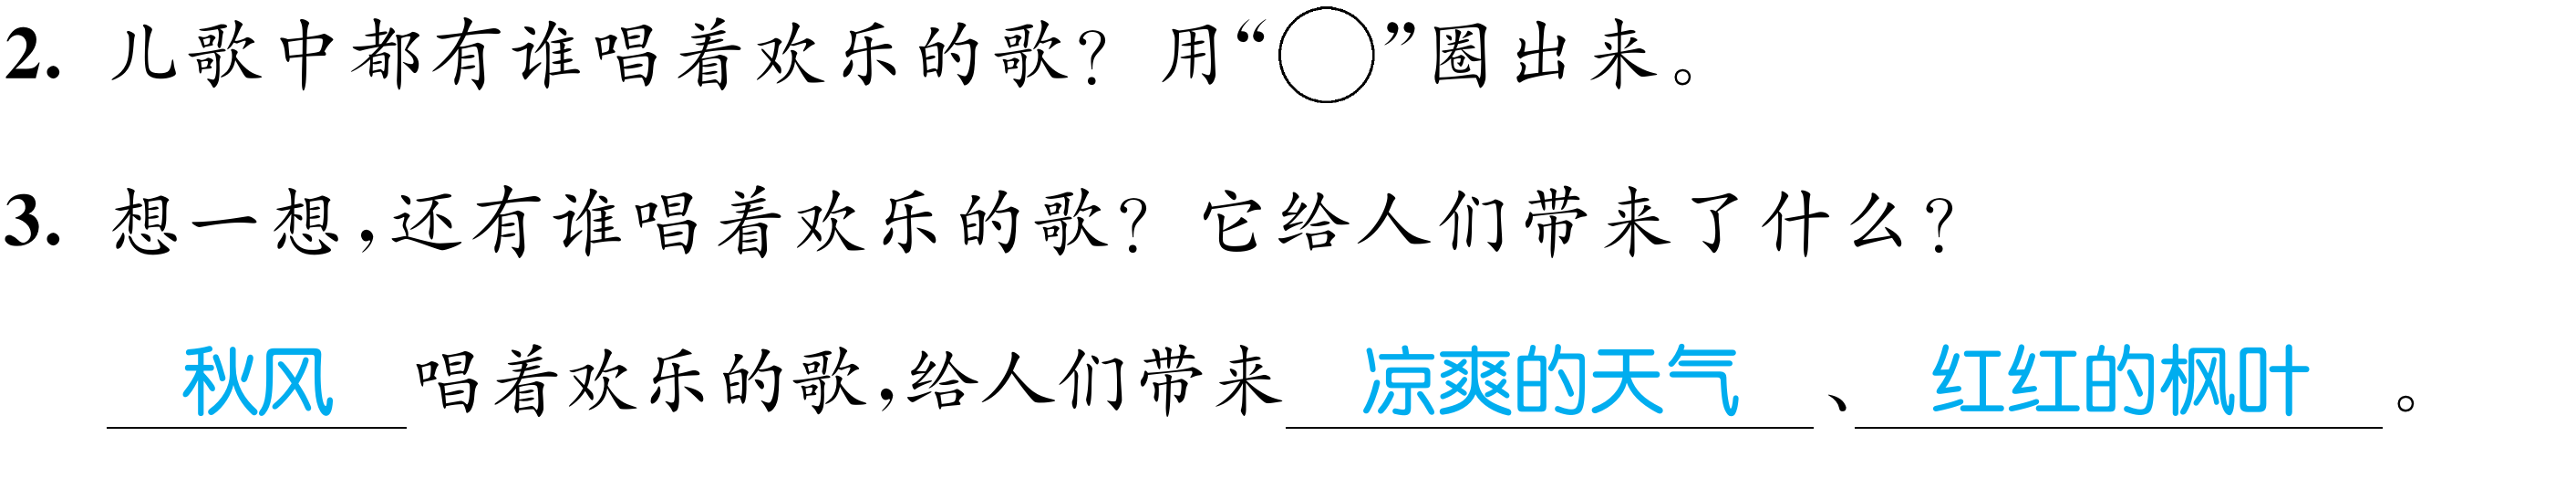 2. 儿歌中都有谁唱着欢乐的歌？用“◯”圈出来。
3. 想一想,还有谁唱着欢乐的歌？它给人们带来了什么？
秋风唱着欢乐的歌,给人们带来凉爽的天气、红红的枫叶。